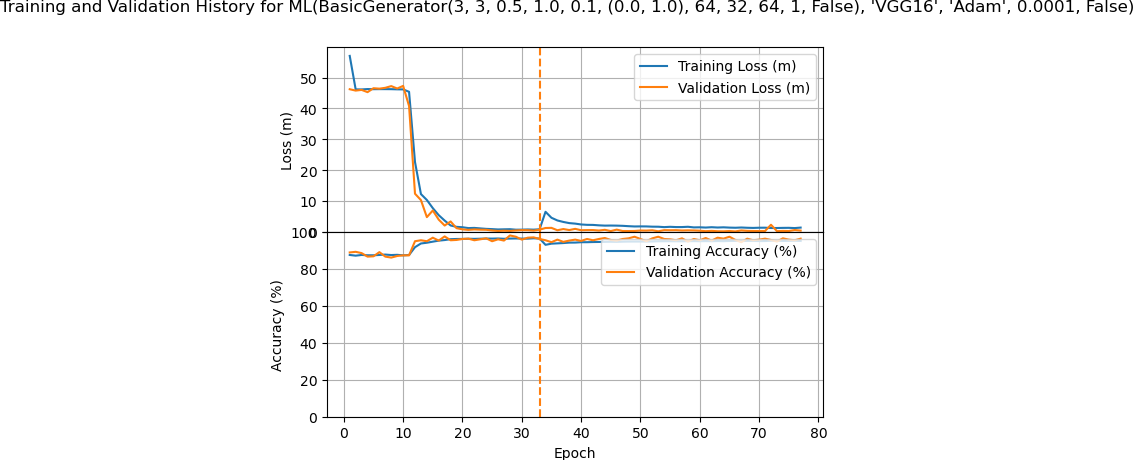 Training and Validation History for ML(BasicGenerator(3, 3, 0.5, 1.0, 0.1, (0.0, 1.0), 64, 32, 64, 1, False), 'VGG16', 'Adam', 0.0001, False)
Training Loss (m)
Validation Loss (m)
Loss (m)
50
40
30
20
10
0
Training Accuracy (%)
Validation Accuracy (%)
Accuracy (%)
100
80
60
40
20
0
0 10 20 30 40 50 60 70 80
Epoch